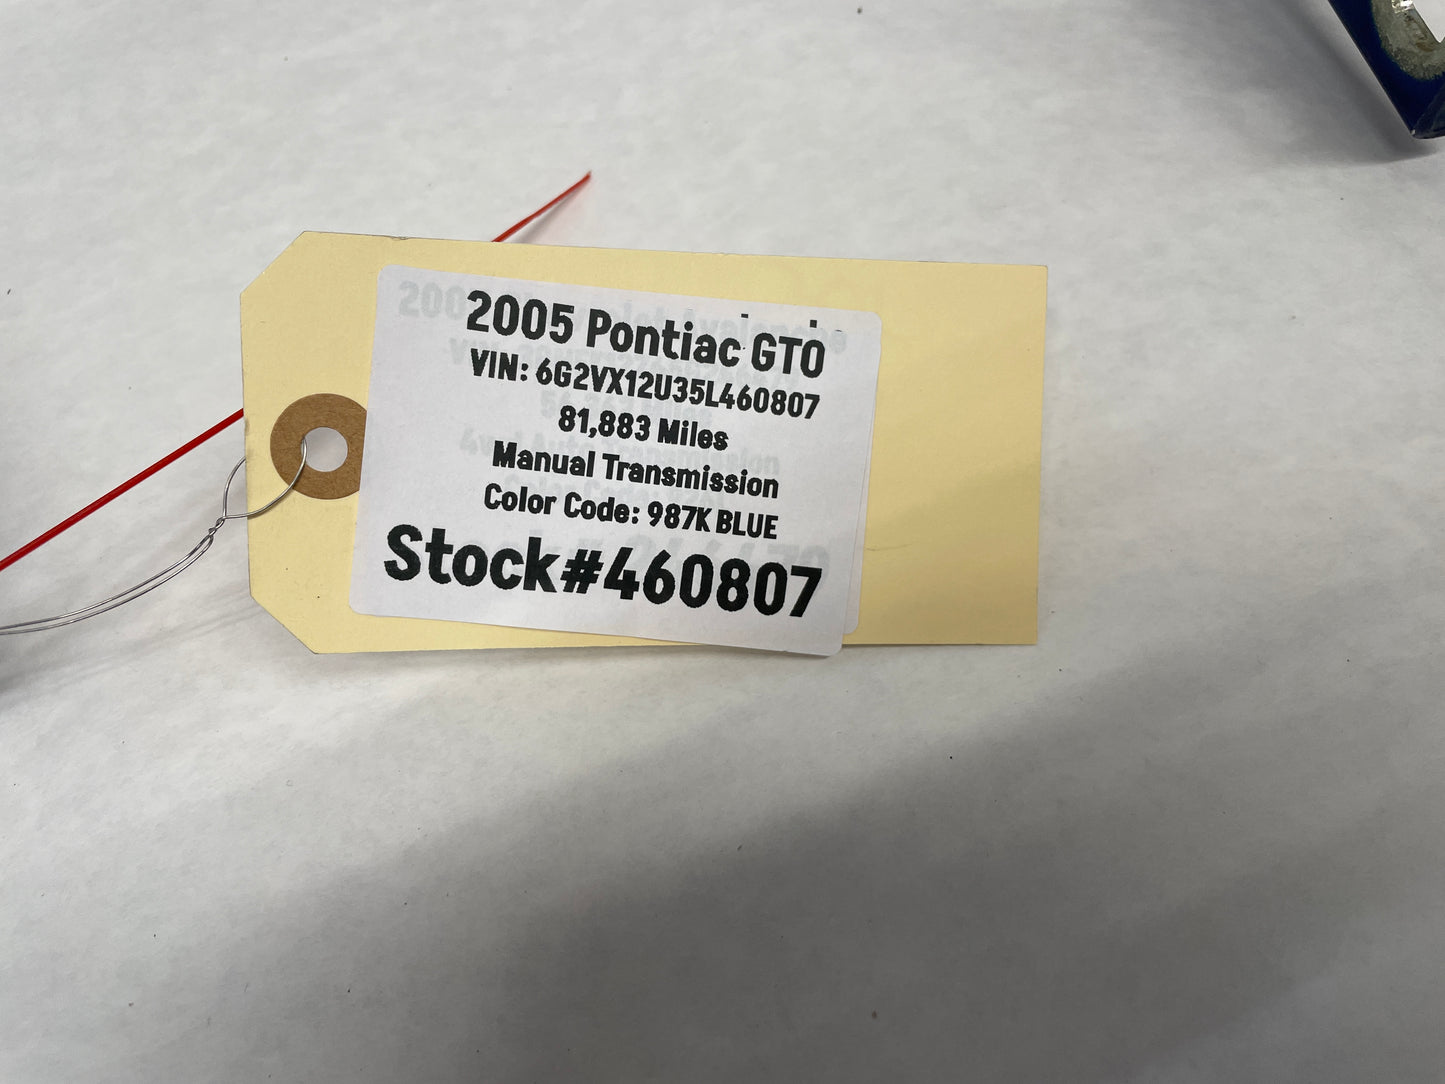 2005 Pontiac GTO
VIN: 6G2VX12U35L460807
81,883 Miles
Manual Transmission
Color Code: 987K BLUE
Stock#460807